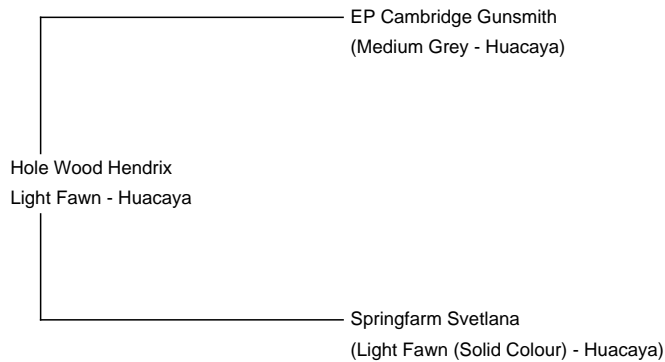 EP Cambridge Gunsmith
(Medium Grey - Huacaya)
Hole Wood Hendrix
Light Fawn - Huacaya
Springfarm Svetlana
(Light Fawn (Solid Colour) - Huacaya)